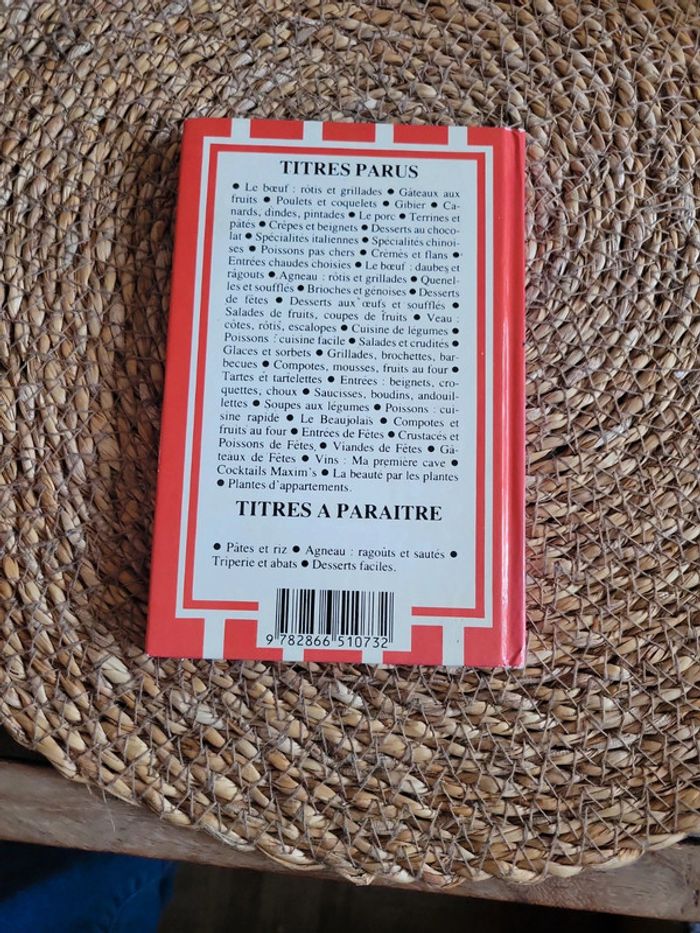 TITRES PARUS
● Le bœuf : rôtis et grillades ● Gâteaux aux
fruits ● Poulets et coquelets ● Gibier ● Ca-
nards, dindes, pintades ● Le porc ● Terrines et
pâtés ● Crêpes et beignets ● Desserts au choco-
lat ● Spécialités italiennes ● Spécialités chinoi-
ses ● Poissons pas chers ● Crèmes et flans ●
Entrées chaudes choisies ● Le bœuf : daubes et
ragouts ● Agneau : rôtis et grillades ● Quenel-
les et soufflés ● Brioches et génoises ● Desserts
de fêtes ● Desserts aux œufs et soufflés ●
Salades de fruits, coupes de fruits ● Veau :
côtes, rôtis, escalopes ● Cuisine de légumes ●
Poissons : cuisine facile ● Salades et crudités ●
Glaces et sorbets ● Grillades, brochettes, bar-
becues ● Compotes, mousses, fruits au four ●
Tartes et tartelettes ● Entrées : beignets, cro-
quettes, choux ● Saucisses, boudins, andouil-
lettes ● Soupes aux légumes ● Poissons : cui-
sine rapide ● Le Beaujolais ● Compotes et
fruits au four ● Entrées de Fêtes ● Crustacés et
Poissons de Fêtes ● Viandes de Fêtes ● Gâ-
teaux de Fêtes ● Vins : Ma première cave ●
Cocktails Maxim's ● La beauté par les plantes
● Plantes d'appartements.
TITRES A PARAITRE
● Pâtes et riz ● Agneau : ragoûts et sautés ●
Triperie et abats ● Desserts faciles.
9 782866 510732